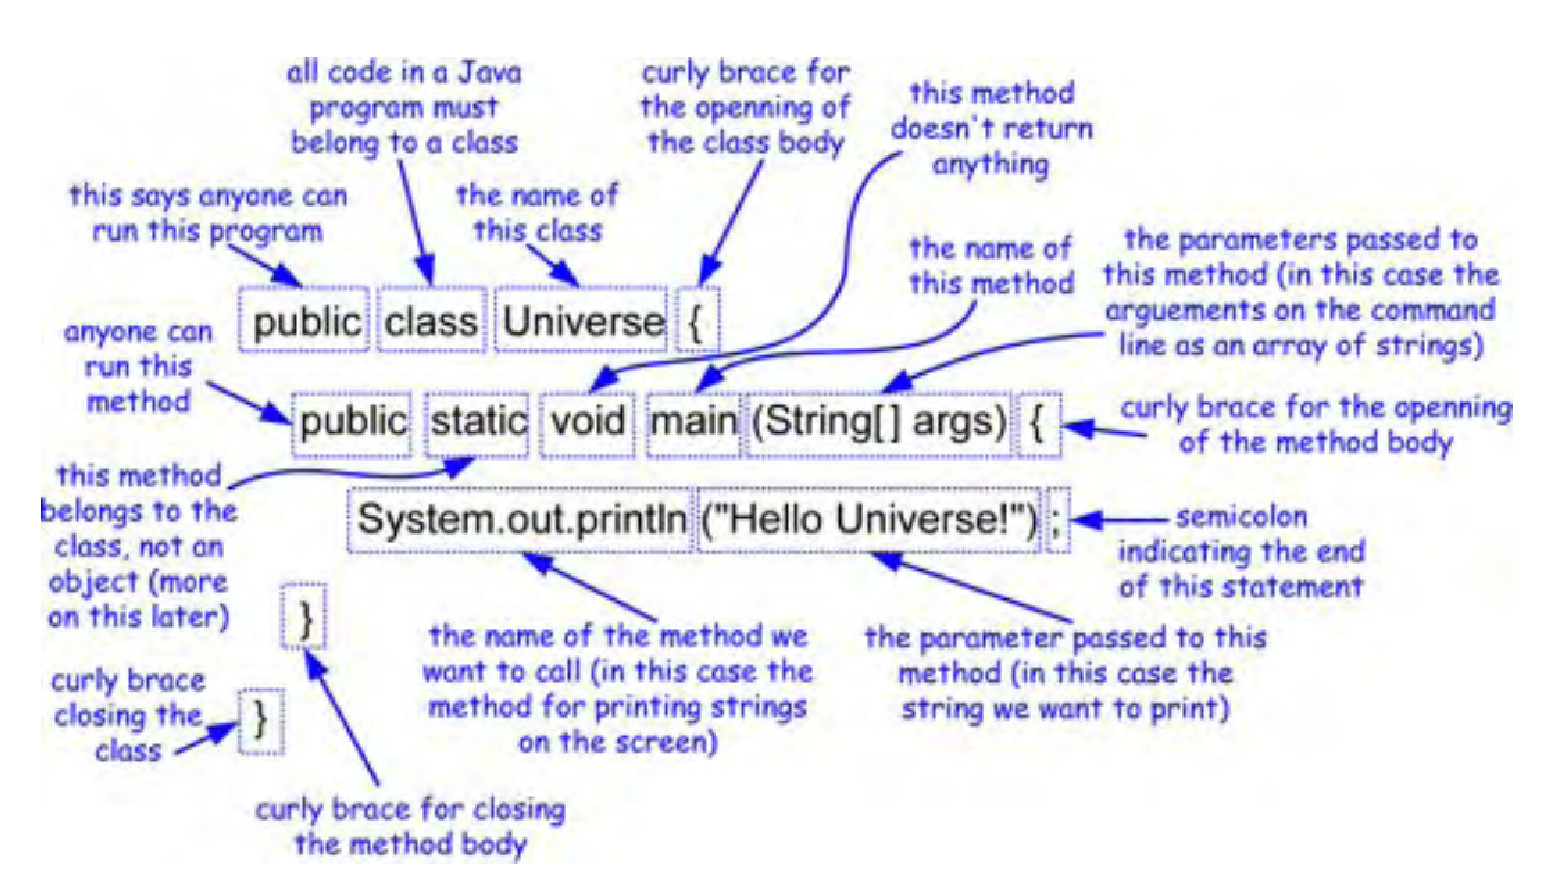 all code in a Java
program must
belong to a class
curly brace for
the openning of
the class body
this method
doesn't return
anything
this says anyone can
run this program
the name of
this class
the name of
this method
the parameters passed to
this method (in this case the
arguements on the command
line as an array of strings)
public class Universe {
anyone can
run this
method
public static void main (String[] args) {
curly brace for the openning
of the method body
this method
belongs to the
class, not an
object (more
on this later)
System.out.println ("Hello Universe!") ;
semicolon
indicating the end
of this statement
}
the name of the method we
want to call (in this case the
method for printing strings
on the screen)
the parameter passed to this
method (in this case the
string we want to print)
curly brace
closing the
class
}
curly brace for closing
the method body